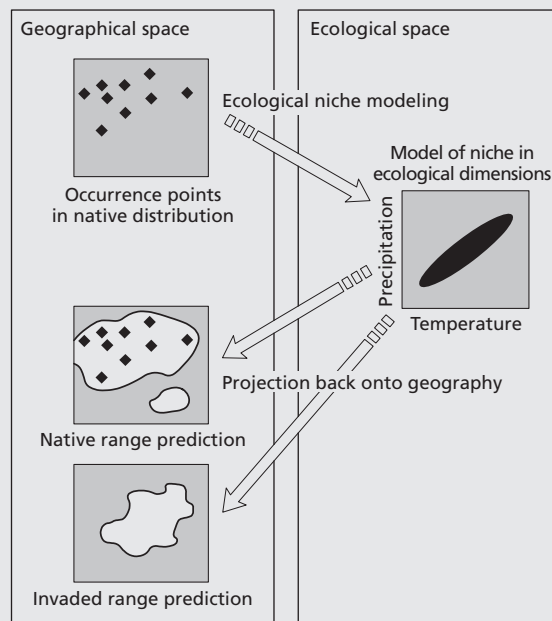 Geographical space
Ecological space
Ecological niche modeling
Occurrence points
in native distribution
Model of niche in
ecological dimensions
Precipitation
Temperature
Projection back onto geography
Native range prediction
Invaded range prediction